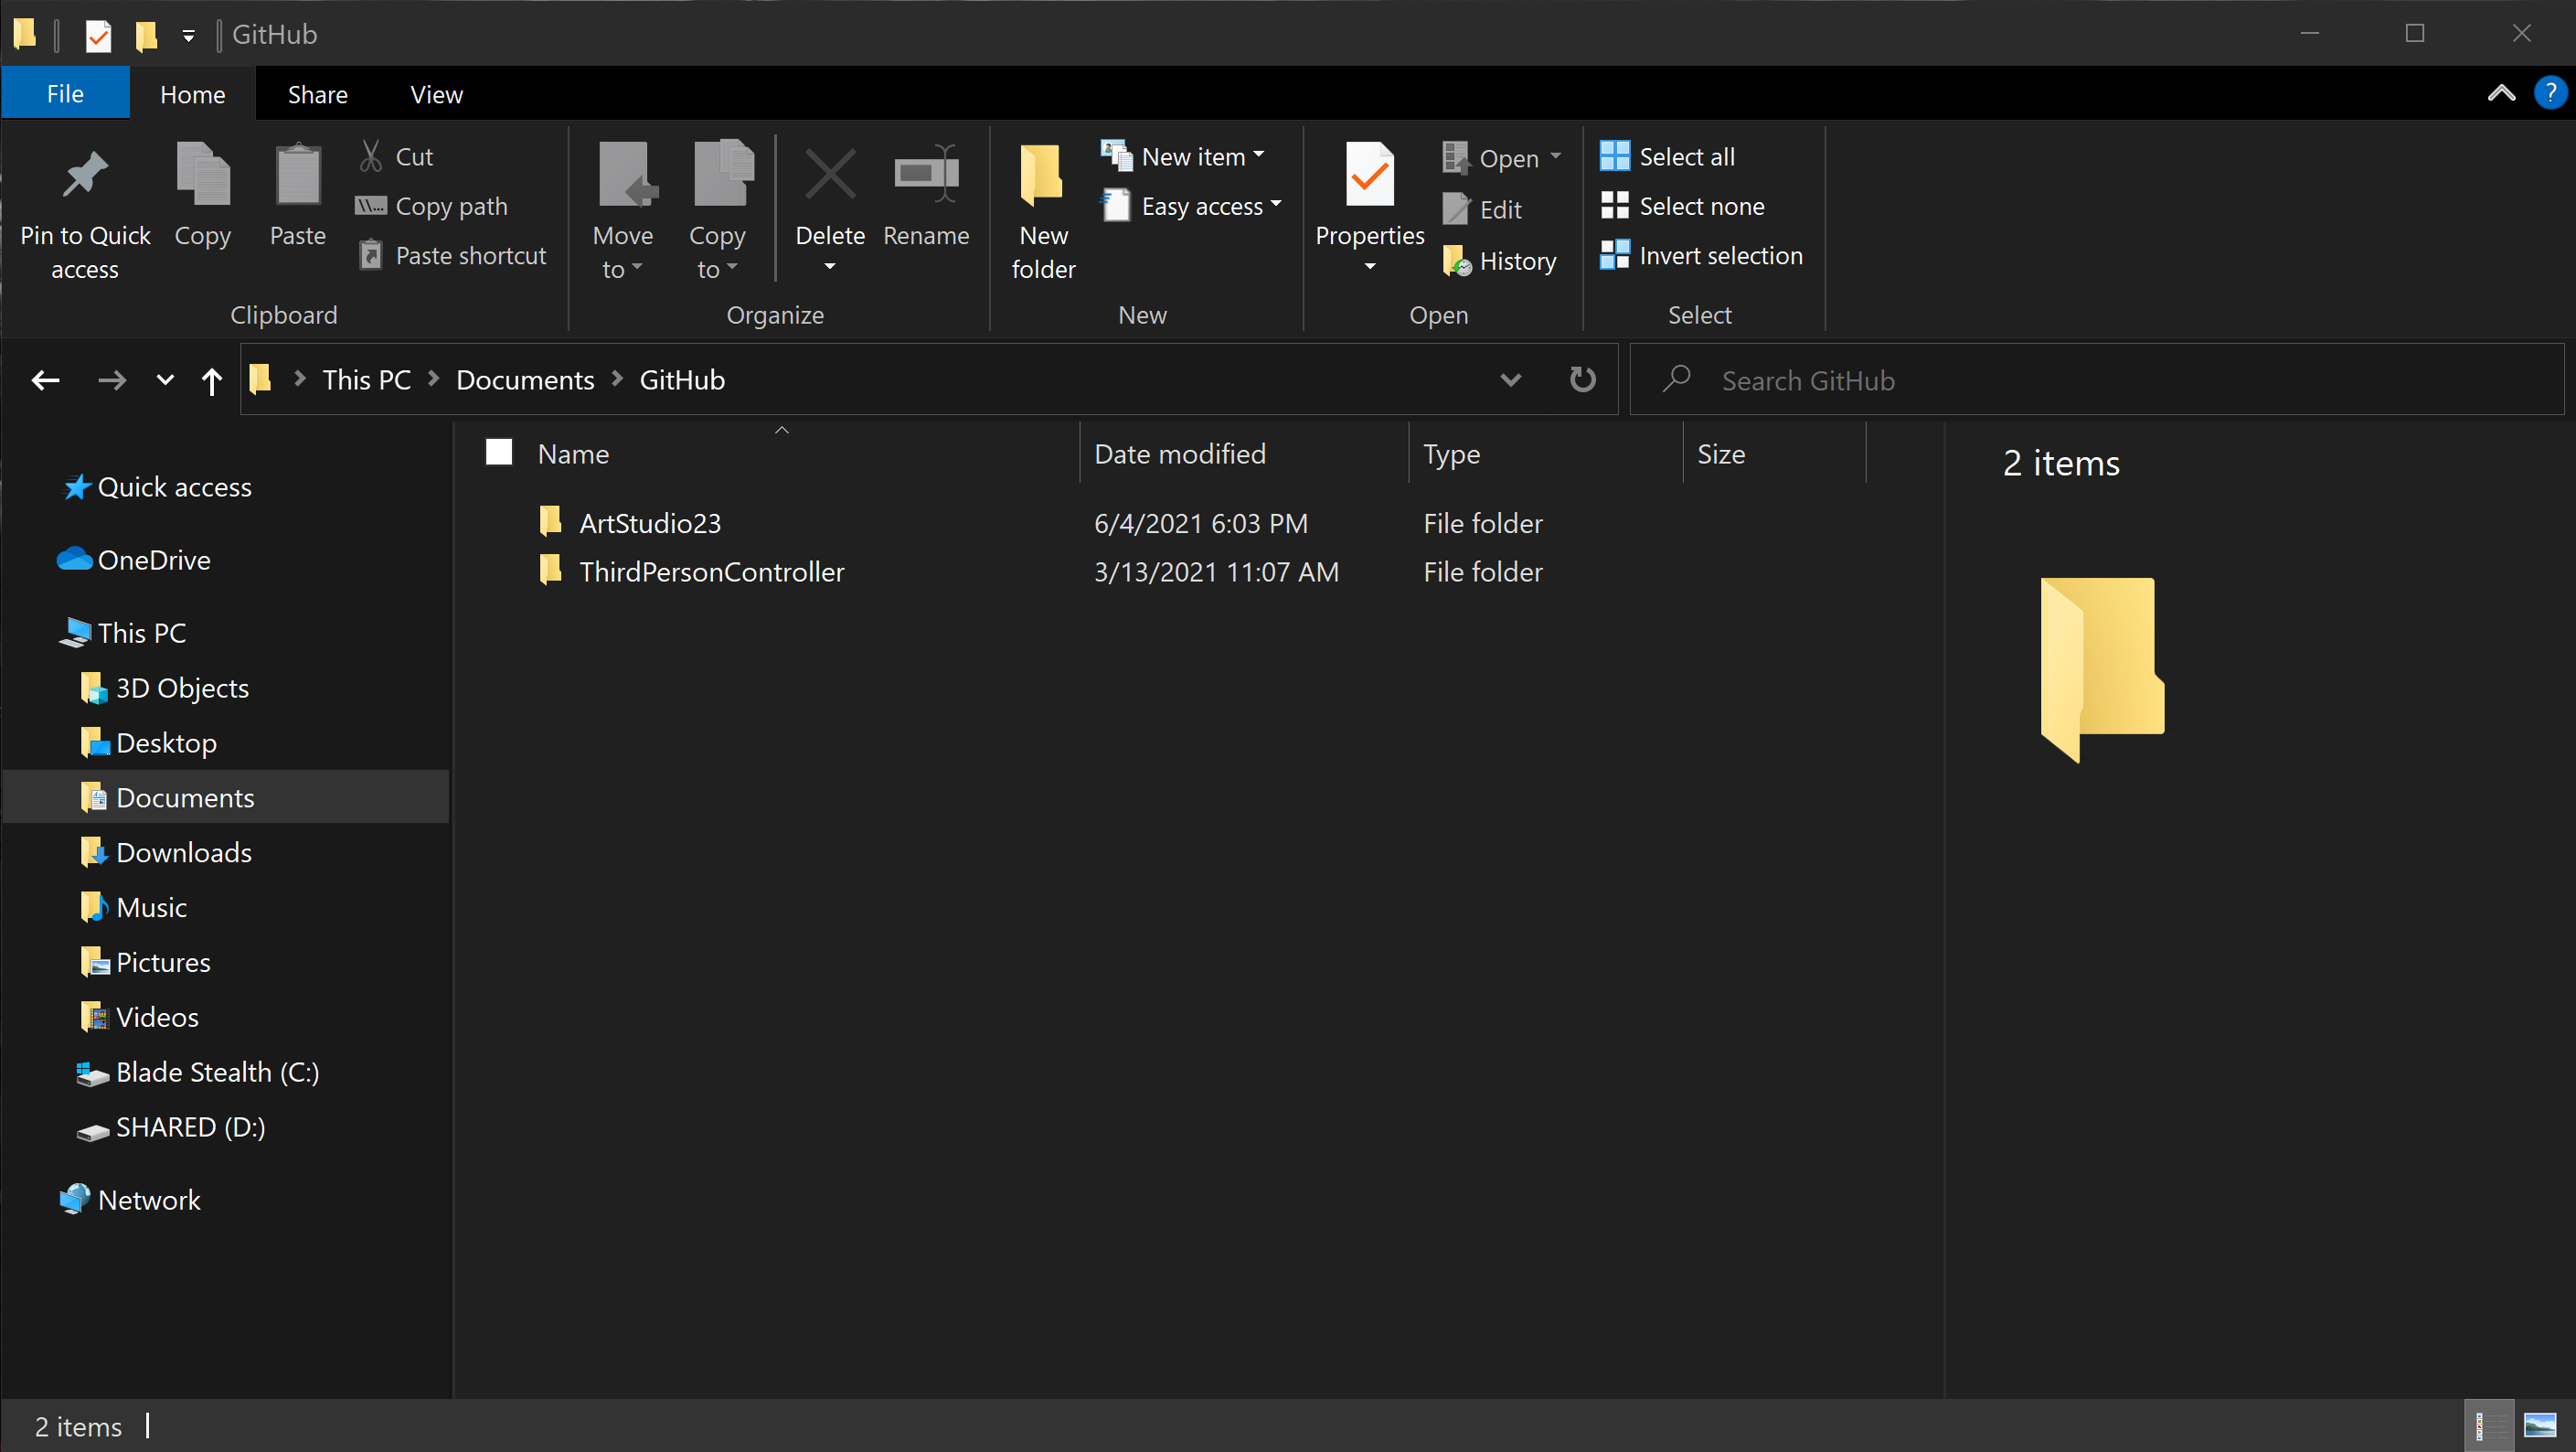 GitHub
File Home Share View
Pin to Quick access
Copy
Paste
Cut
Copy path
Paste shortcut
Clipboard
Move to
Copy to
Delete
Rename
Organize
New folder
New item
Easy access
New
Properties
Open
Edit
History
Open
Select all
Select none
Invert selection
Select
This PC Documents GitHub
Search GitHub
Quick access
OneDrive
This PC
3D Objects
Desktop
Documents
Downloads
Music
Pictures
Videos
Blade Stealth (C:)
SHARED (D:)
Network
Name Date modified Type Size
ArtStudio23 6/4/2021 6:03 PM File folder
ThirdPersonController 3/13/2021 11:07 AM File folder
2 items
2 items